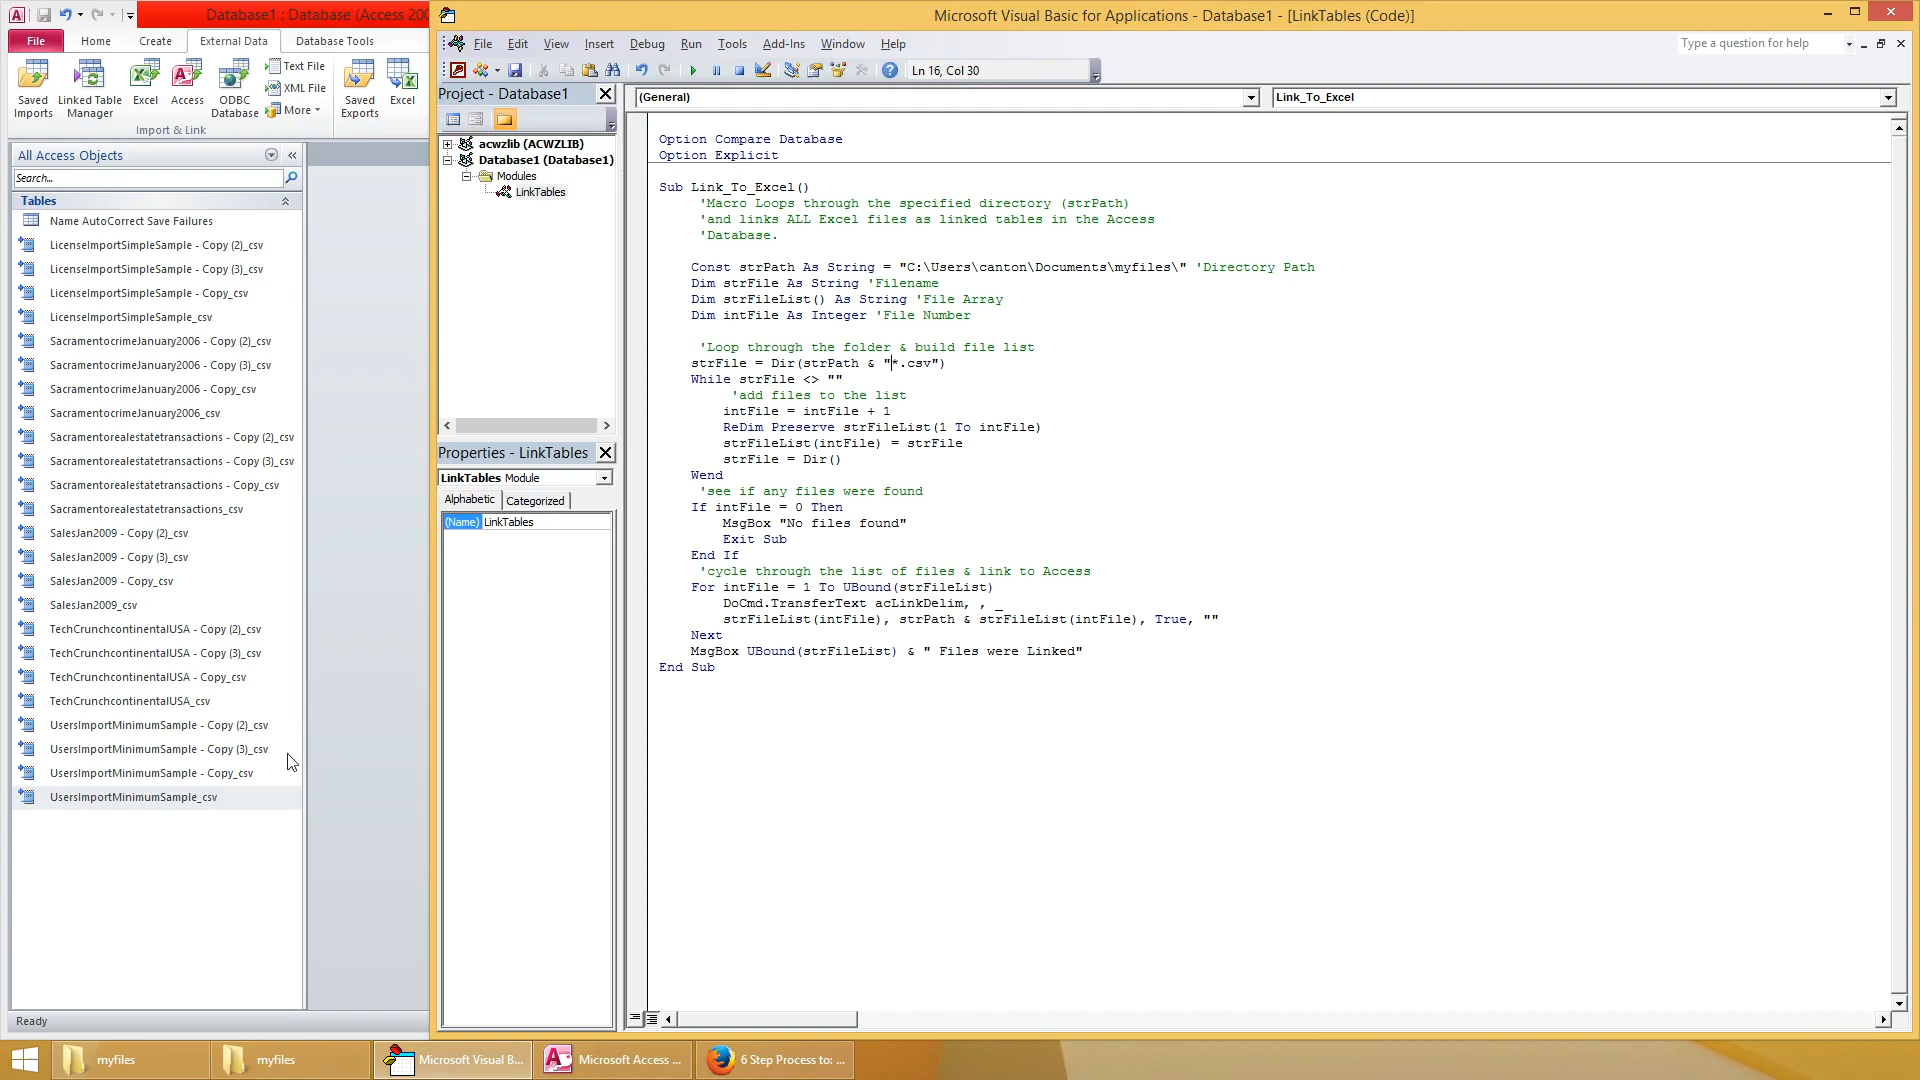 Database1 : Database (Access 200
Microsoft Visual Basic for Applications - Database1 - [LinkTables (Code)]
File
Home
Create
External Data
Database Tools
File Edit View Insert Debug Run Tools Add-Ins Window Help
Type a question for help
Saved Imports
Linked Table Manager
Excel
Access
ODBC Database
Text File
XML File
More
Saved Exports
Excel
Import & Link
Ln 16, Col 30
Project - Database1
(General)
Link_To_Excel
acwzlib (ACWZLIB)
Database1 (Database1)
Modules
LinkTables
All Access Objects
Search...
Tables
Name AutoCorrect Save Failures
LicenseImportSimpleSample - Copy (2)_csv
LicenseImportSimpleSample - Copy (3)_csv
LicenseImportSimpleSample - Copy_csv
LicenseImportSimpleSample_csv
SacramentocrimeJanuary2006 - Copy (2)_csv
SacramentocrimeJanuary2006 - Copy (3)_csv
SacramentocrimeJanuary2006 - Copy_csv
SacramentocrimeJanuary2006_csv
Sacramentorealestatetransactions - Copy (2)_csv
Sacramentorealestatetransactions - Copy (3)_csv
Sacramentorealestatetransactions - Copy_csv
Sacramentorealestatetransactions_csv
SalesJan2009 - Copy (2)_csv
SalesJan2009 - Copy (3)_csv
SalesJan2009 - Copy_csv
SalesJan2009_csv
TechCrunchcontinentalUSA - Copy (2)_csv
TechCrunchcontinentalUSA - Copy (3)_csv
TechCrunchcontinentalUSA - Copy_csv
TechCrunchcontinentalUSA_csv
UsersImportMinimumSample - Copy (2)_csv
UsersImportMinimumSample - Copy (3)_csv
UsersImportMinimumSample - Copy_csv
UsersImportMinimumSample_csv
Ready
Properties - LinkTables
LinkTables Module
Alphabetic
Categorized
(Name) LinkTables
Option Compare Database
Option Explicit
Sub Link_To_Excel()
'Macro Loops through the specified directory (strPath)
'and links ALL Excel files as linked tables in the Access
'Database.
Const strPath As String = "C:\Users\canton\Documents\myfiles\" 'Directory Path
Dim strFile As String 'Filename
Dim strFileList() As String 'File Array
Dim intFile As Integer 'File Number
'Loop through the folder & build file list
strFile = Dir(strPath & "*.csv")
While strFile <> ""
'add files to the list
intFile = intFile + 1
ReDim Preserve strFileList(1 To intFile)
strFileList(intFile) = strFile
strFile = Dir()
Wend
'see if any files were found
If intFile = 0 Then
MsgBox "No files found"
Exit Sub
End If
'cycle through the list of files & link to Access
For intFile = 1 To UBound(strFileList)
DoCmd.TransferText acLinkDelim, , _
strFileList(intFile), strPath & strFileList(intFile), True, ""
Next
MsgBox UBound(strFileList) & " Files were Linked"
End Sub
myfiles
myfiles
Microsoft Visual B...
Microsoft Access ...
6 Step Process to: ...